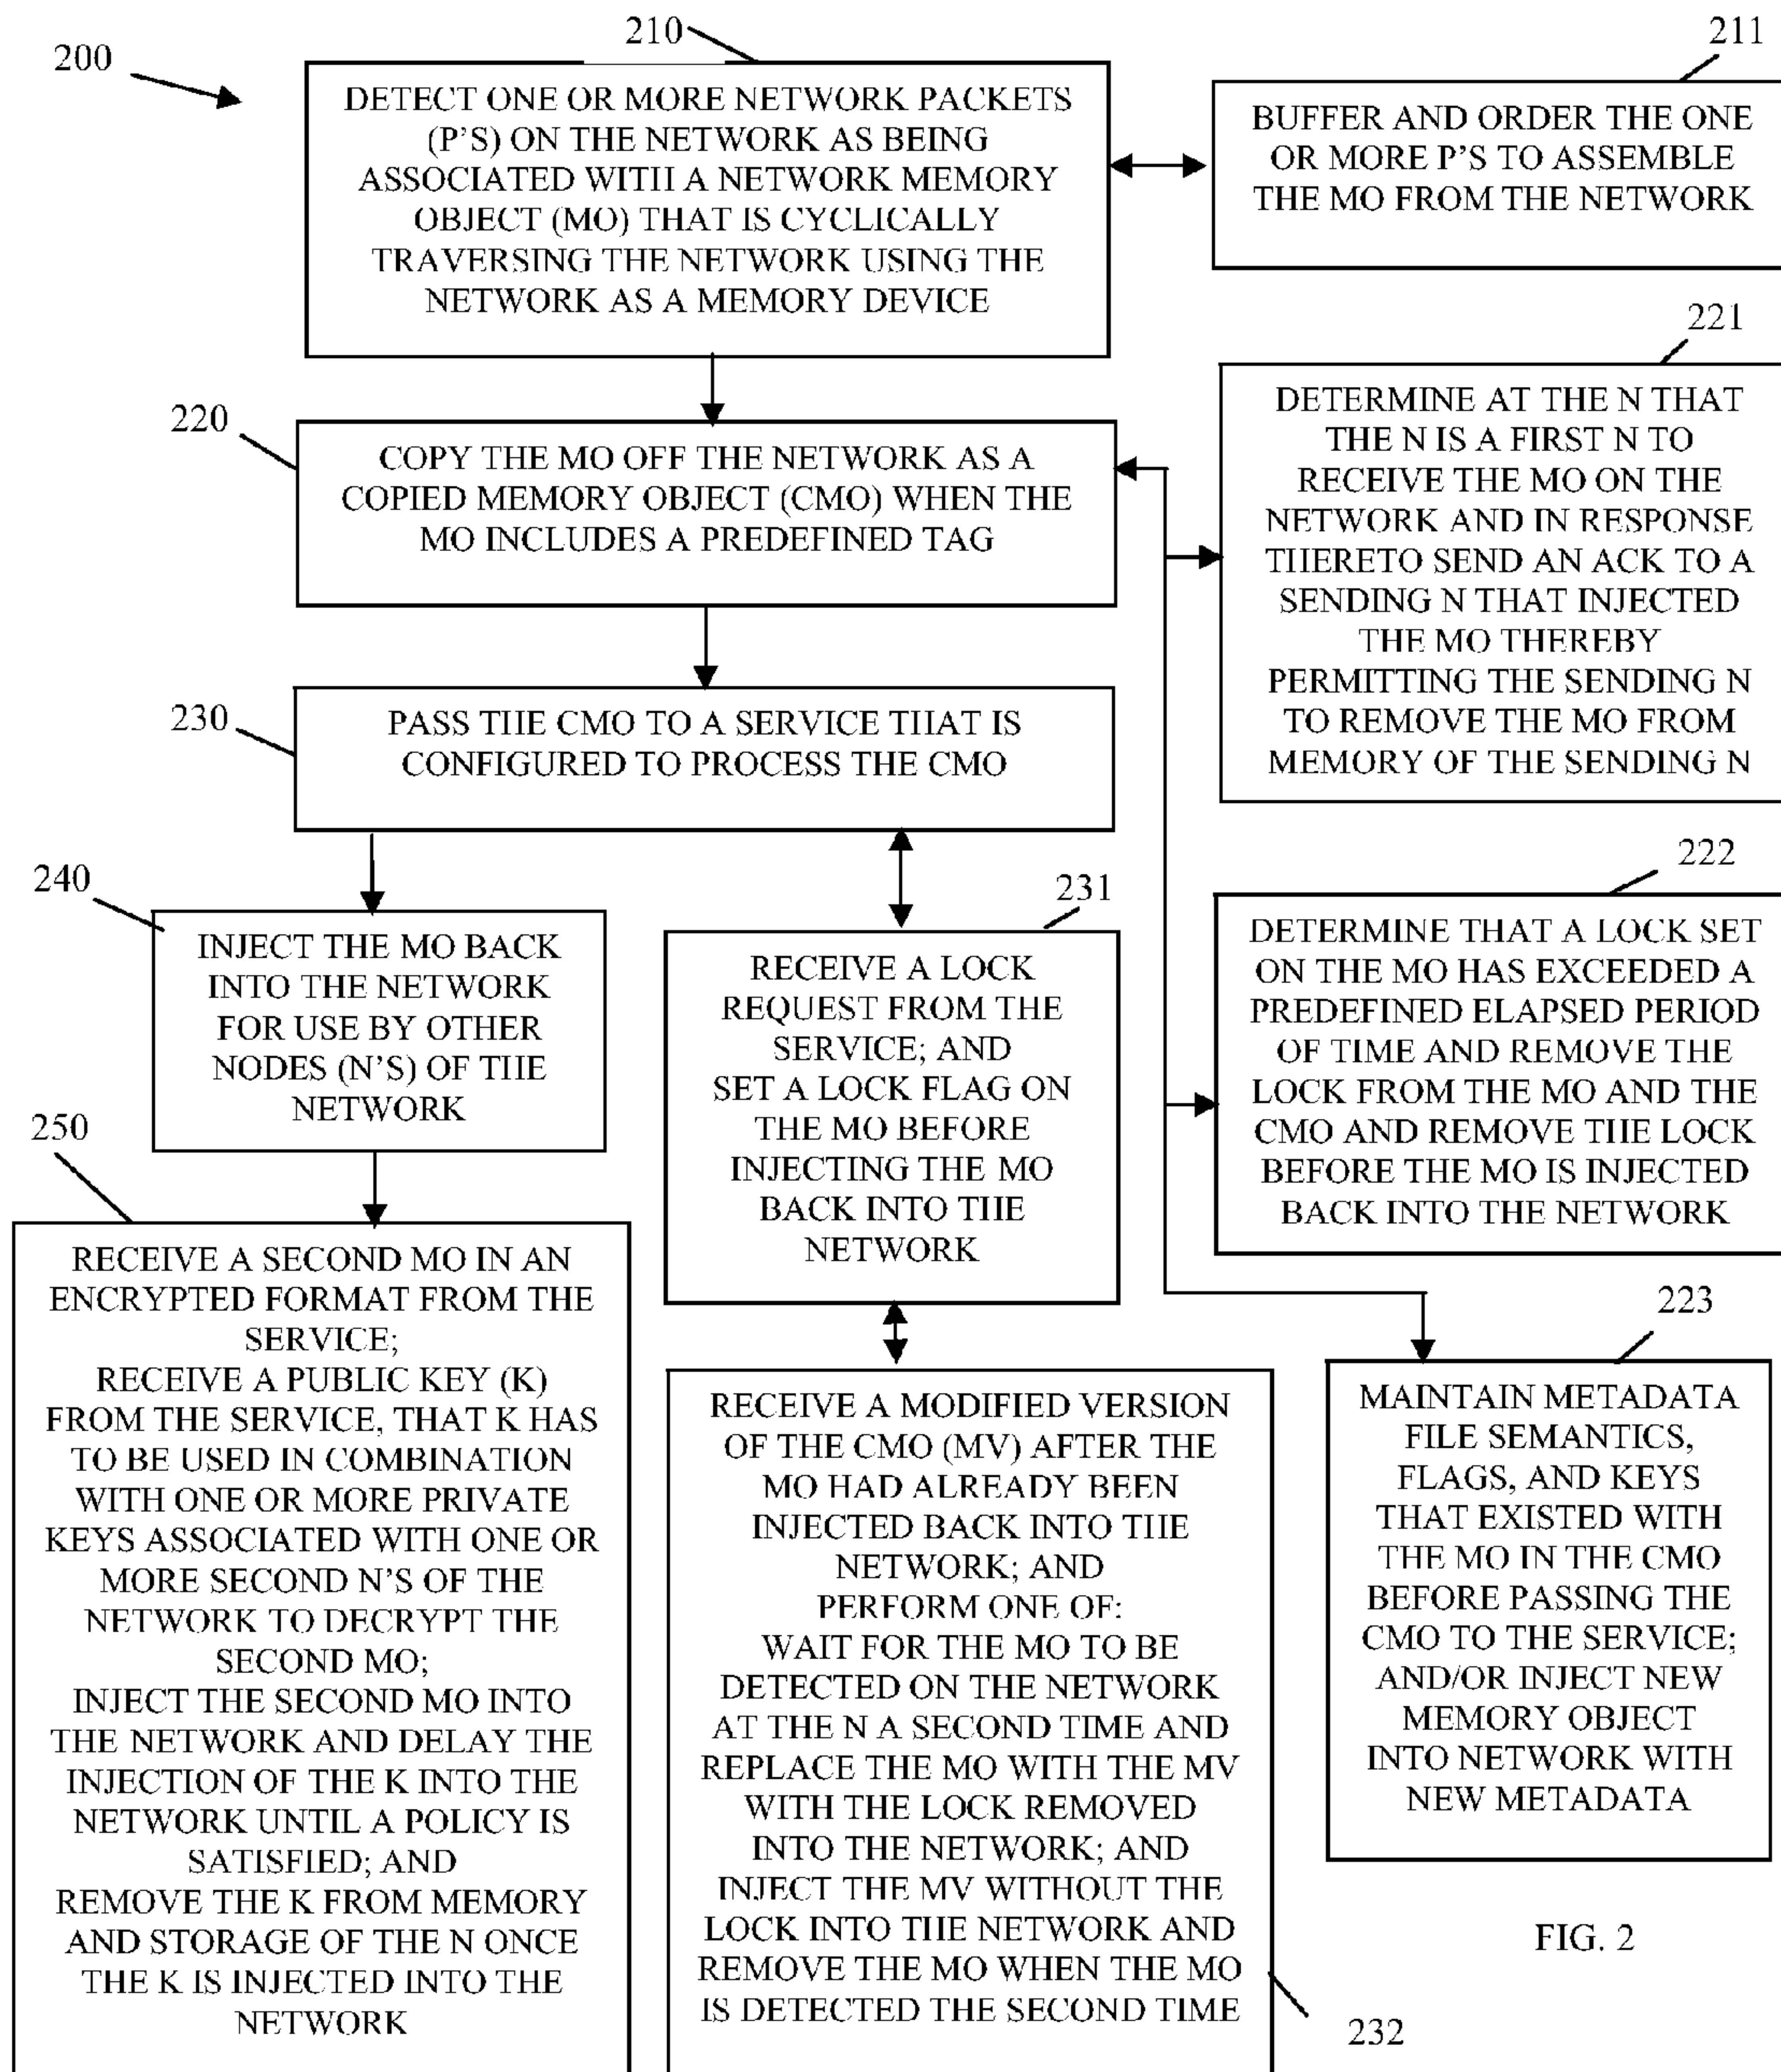 200
210
DETECT ONE OR MORE NETWORK PACKETS
(P'S) ON THE NETWORK AS BEING
ASSOCIATED WITH A NETWORK MEMORY
OBJECT (MO) THAT IS CYCLICALLY
TRAVERSING THE NETWORK USING THE
NETWORK AS A MEMORY DEVICE
211
BUFFER AND ORDER THE ONE
OR MORE P'S TO ASSEMBLE
THE MO FROM THE NETWORK
220
COPY THE MO OFF THE NETWORK AS A
COPIED MEMORY OBJECT (CMO) WHEN THE
MO INCLUDES A PREDEFINED TAG
221
DETERMINE AT THE N THAT
THE N IS A FIRST N TO
RECEIVE THE MO ON THE
NETWORK AND IN RESPONSE
THERETO SEND AN ACK TO A
SENDING N THAT INJECTED
THE MO THEREBY
PERMITTING THE SENDING N
TO REMOVE THE MO FROM
MEMORY OF THE SENDING N
230
PASS THE CMO TO A SERVICE THAT IS
CONFIGURED TO PROCESS THE CMO
222
DETERMINE THAT A LOCK SET
ON THE MO HAS EXCEEDED A
PREDEFINED ELAPSED PERIOD
OF TIME AND REMOVE THE
LOCK FROM THE MO AND THE
CMO AND REMOVE THE LOCK
BEFORE THE MO IS INJECTED
BACK INTO THE NETWORK
240
INJECT THE MO BACK
INTO THE NETWORK
FOR USE BY OTHER
NODES (N'S) OF THE
NETWORK
231
RECEIVE A LOCK
REQUEST FROM THE
SERVICE; AND
SET A LOCK FLAG ON
THE MO BEFORE
INJECTING THE MO
BACK INTO THE
NETWORK
250
RECEIVE A SECOND MO IN AN
ENCRYPTED FORMAT FROM THE
SERVICE;
RECEIVE A PUBLIC KEY (K)
FROM THE SERVICE, THAT K HAS
TO BE USED IN COMBINATION
WITH ONE OR MORE PRIVATE
KEYS ASSOCIATED WITH ONE OR
MORE SECOND N'S OF THE
NETWORK TO DECRYPT THE
SECOND MO;
INJECT THE SECOND MO INTO
THE NETWORK AND DELAY THE
INJECTION OF THE K INTO THE
NETWORK UNTIL A POLICY IS
SATISFIED; AND
REMOVE THE K FROM MEMORY
AND STORAGE OF THE N ONCE
THE K IS INJECTED INTO THE
NETWORK
RECEIVE A MODIFIED VERSION
OF THE CMO (MV) AFTER THE
MO HAD ALREADY BEEN
INJECTED BACK INTO THE
NETWORK; AND
PERFORM ONE OF:
WAIT FOR THE MO TO BE
DETECTED ON THE NETWORK
AT THE N A SECOND TIME AND
REPLACE THE MO WITH THE MV
WITH THE LOCK REMOVED
INTO THE NETWORK; AND
INJECT THE MV WITHOUT THE
LOCK INTO THE NETWORK AND
REMOVE THE MO WHEN THE MO
IS DETECTED THE SECOND TIME
232
223
MAINTAIN METADATA
FILE SEMANTICS,
FLAGS, AND KEYS
THAT EXISTED WITH
THE MO IN THE CMO
BEFORE PASSING THE
CMO TO THE SERVICE;
AND/OR INJECT NEW
MEMORY OBJECT
INTO NETWORK WITH
NEW METADATA
FIG. 2